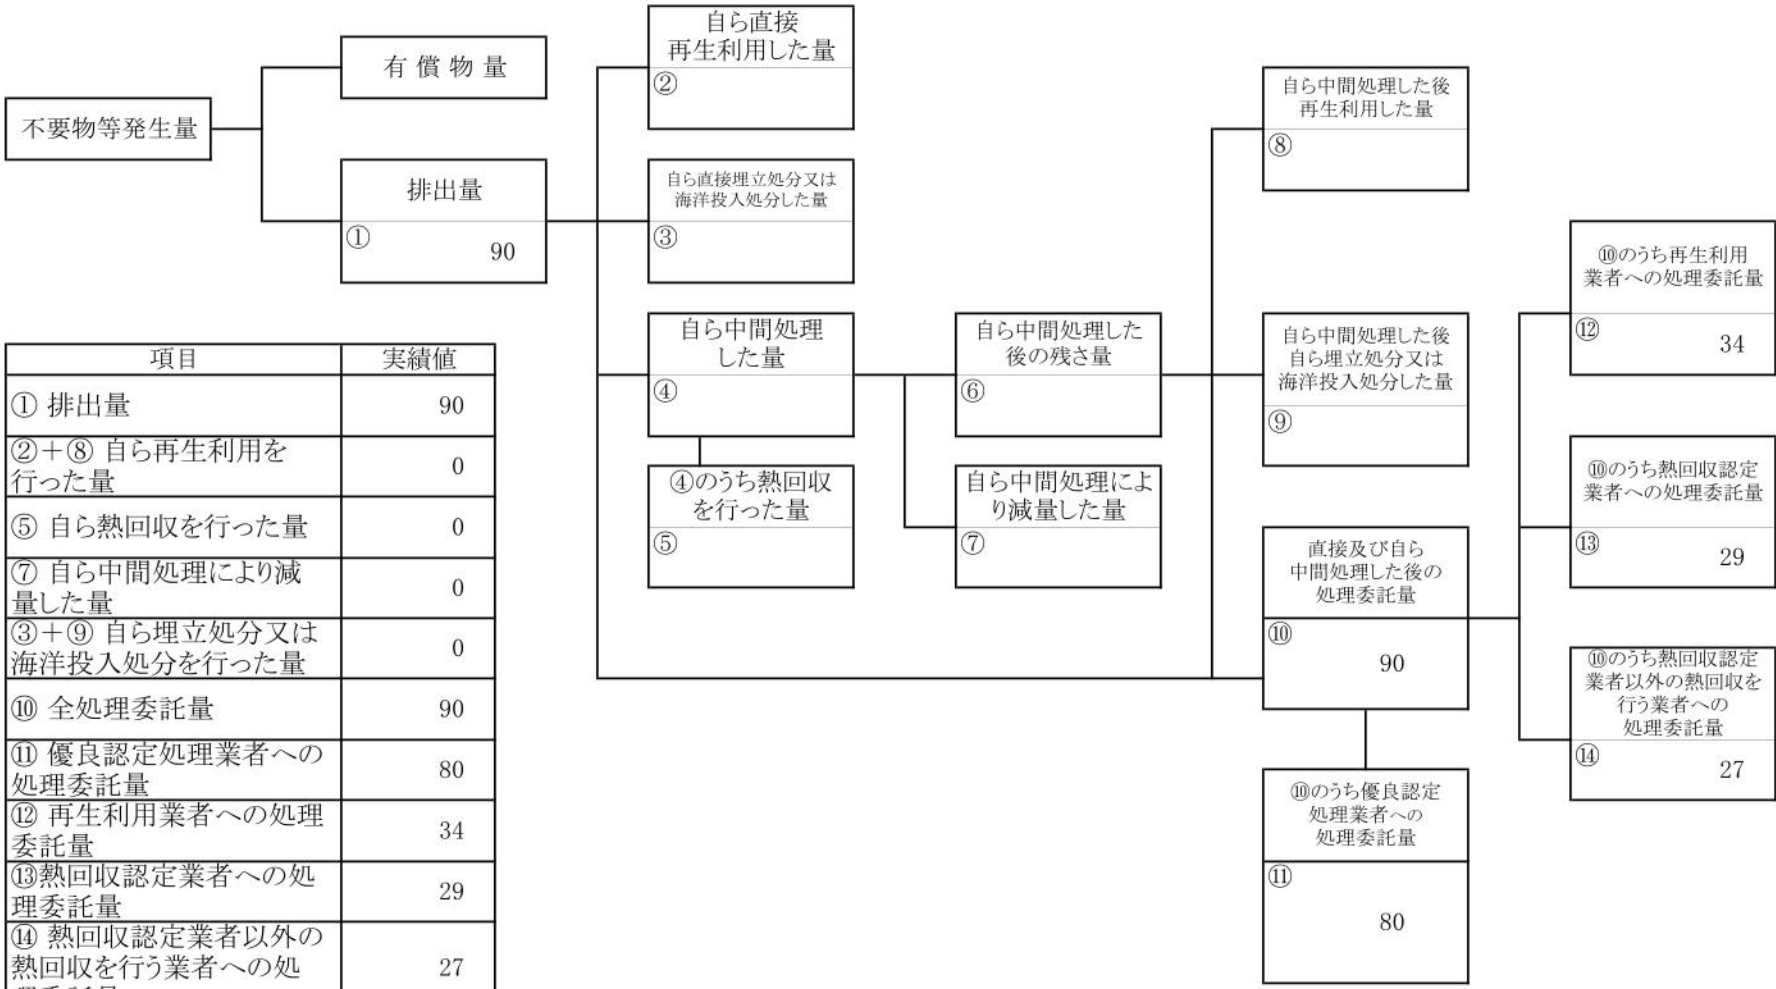 不要物等発生量
有償物量
排出量
①
90
自ら直接
再生利用した量
②
自ら直接埋立処分又は
海洋投入処分した量
③
自ら中間処理
した量
④
④のうち熱回収
を行った量
⑤
自ら中間処理した
後の残さ量
⑥
自ら中間処理によ
り減量した量
⑦
自ら中間処理した後
再生利用した量
⑧
自ら中間処理した後
自ら埋立処分又は
海洋投入処分した量
⑨
直接及び自ら
中間処理した後の
処理委託量
⑩
90
⑩のうち優良認定
処理業者への
処理委託量
⑪
80
⑩のうち再生利用
業者への処理委託量
⑫
34
⑩のうち熱回収認定
業者への処理委託量
⑬
29
⑩のうち熱回収認定
業者以外の熱回収を
行う業者への
処理委託量
⑭
27
項目 実績値
① 排出量 90
②+⑧ 自ら再生利用を
行った量 0
⑤ 自ら熱回収を行った量 0
⑦ 自ら中間処理により減
量した量 0
③+⑨ 自ら埋立処分又は
海洋投入処分を行った量 0
⑩ 全処理委託量 90
⑪ 優良認定処理業者への
処理委託量 80
⑫ 再生利用業者への処理
委託量 34
⑬熱回収認定業者への処
理委託量 29
⑭ 熱回収認定業者以外の
熱回収を行う業者への処 27